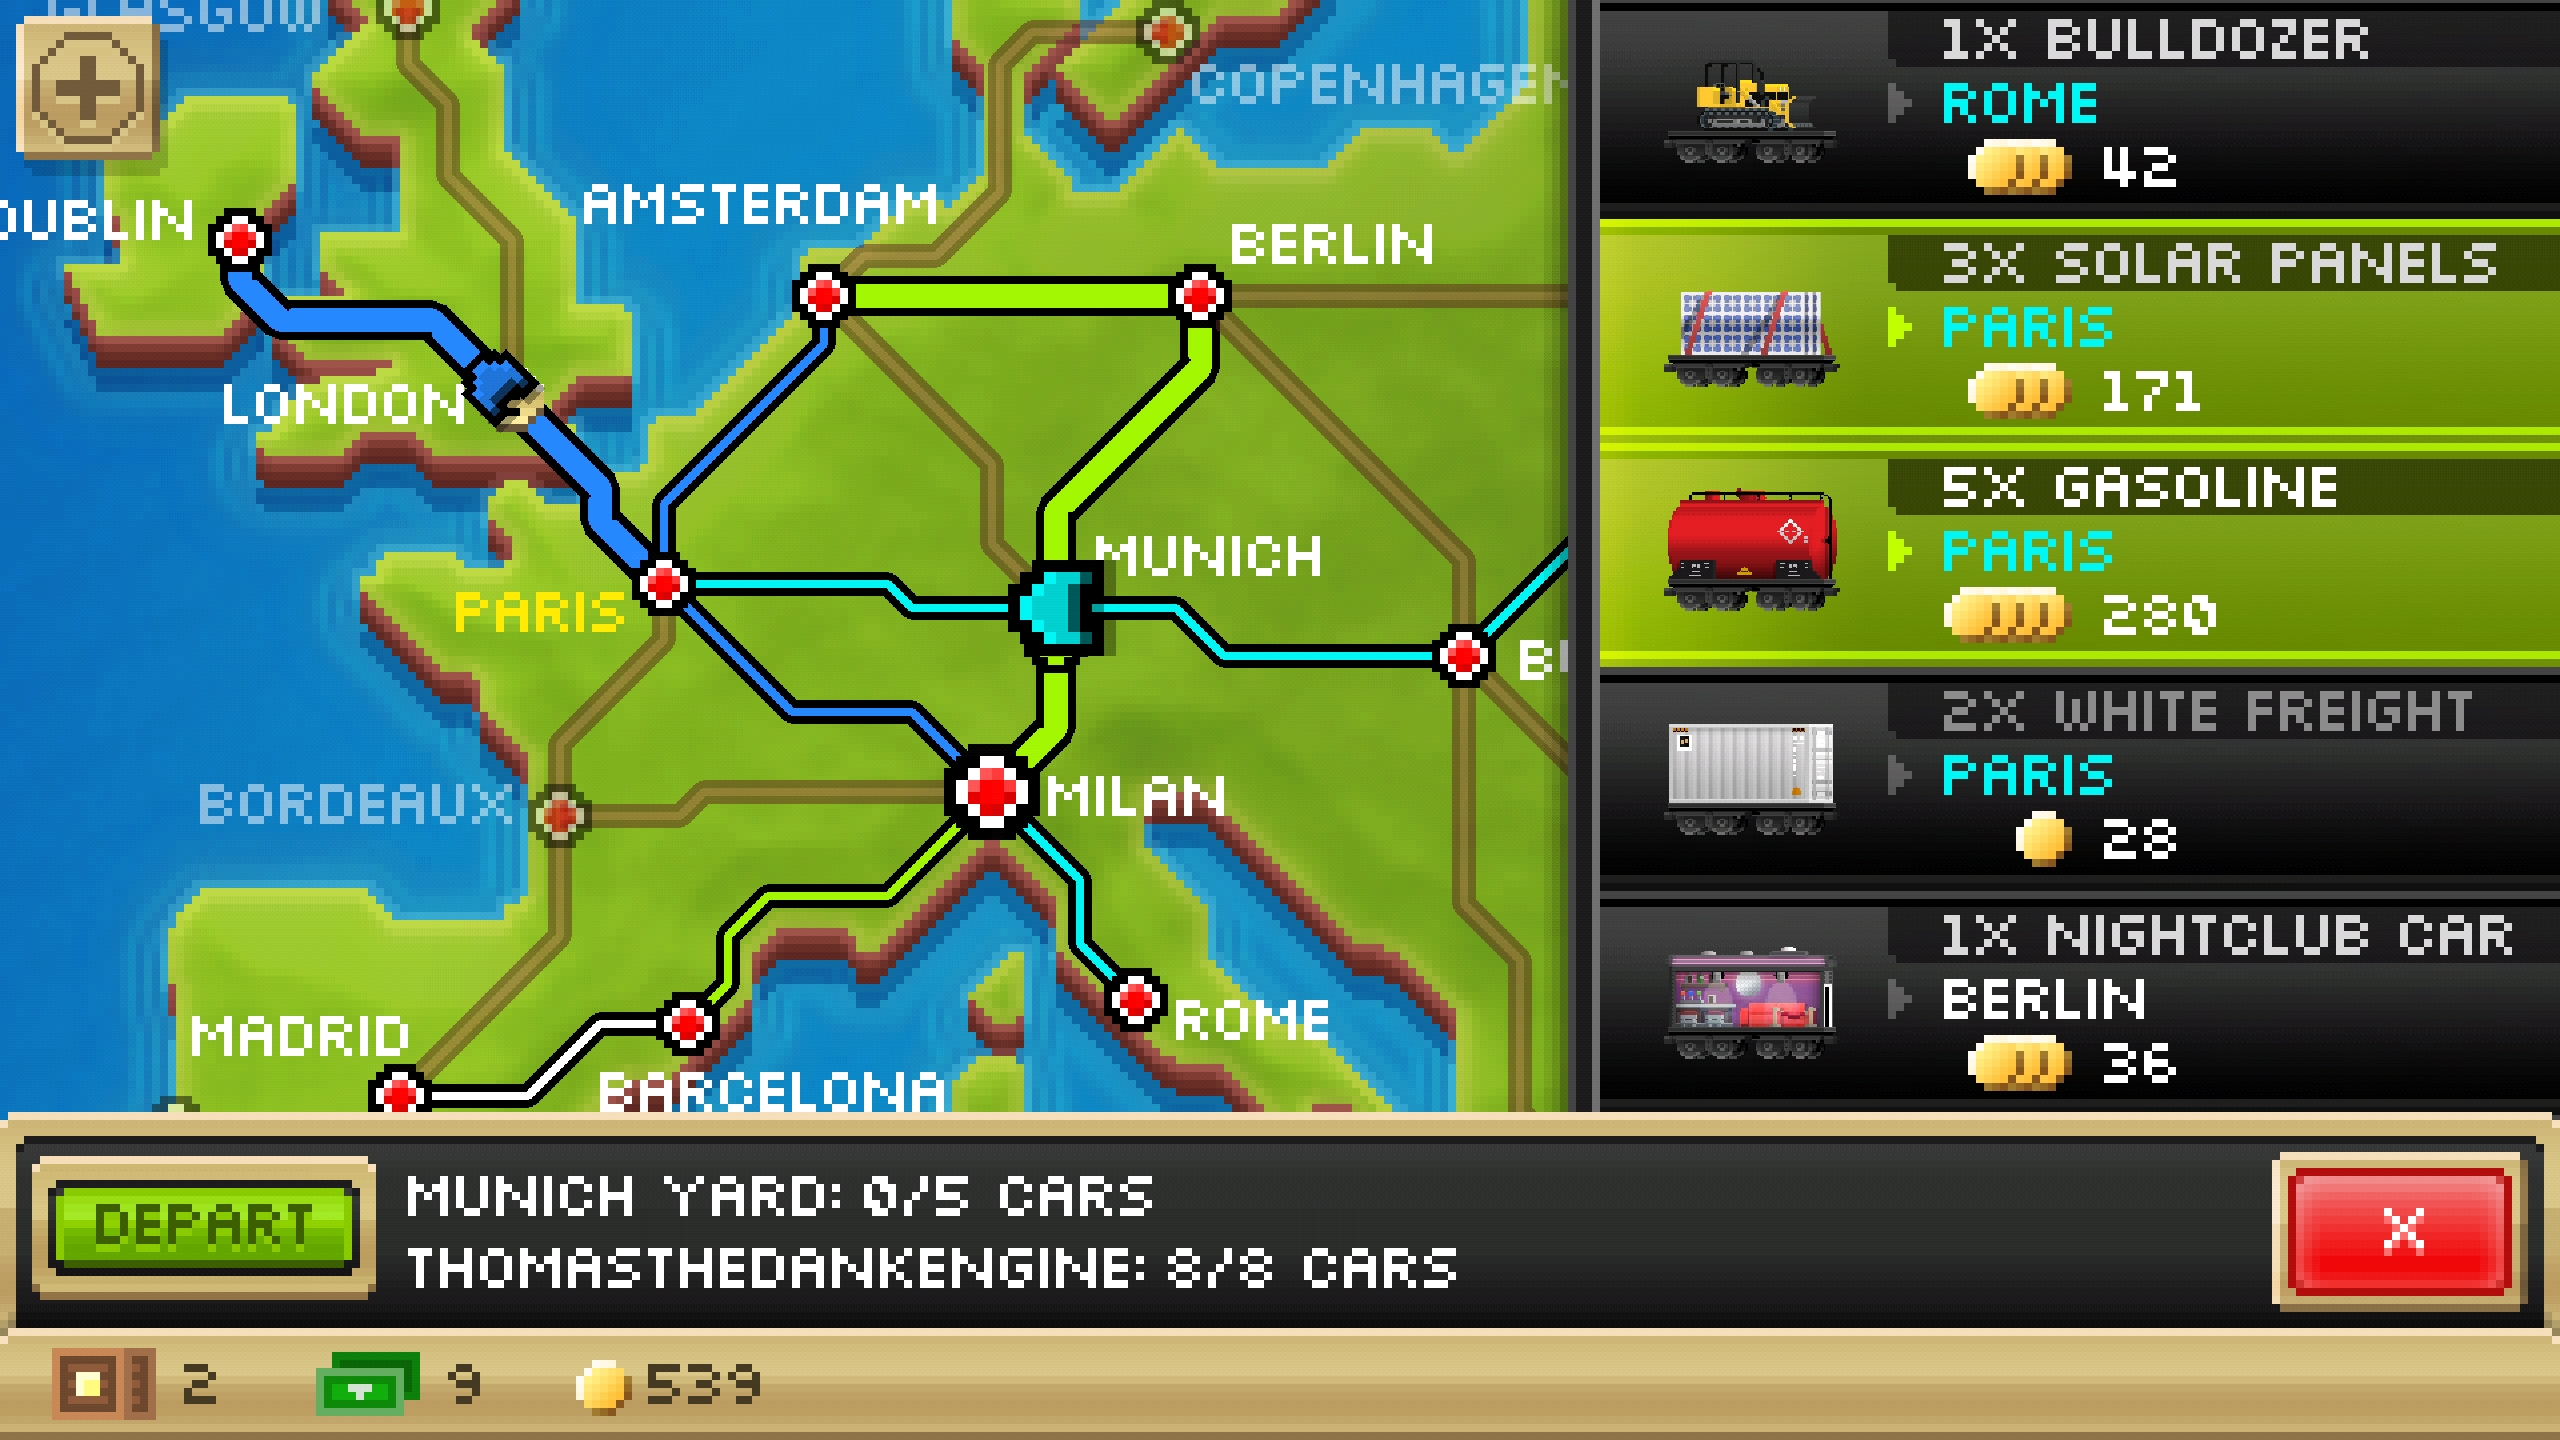 GLASGOW
COPENHAGEN
DUBLIN
AMSTERDAM
BERLIN
LONDON
MUNICH
PARIS
BORDEAUX
MILAN
MADRID
ROME
BARCELONA
1X BULLDOZER
ROME
42
3X SOLAR PANELS
PARIS
171
5X GASOLINE
PARIS
280
2X WHITE FREIGHT
PARIS
28
1X NIGHTCLUB CAR
BERLIN
36
DEPART
MUNICH YARD: 0/5 CARS
THOMASTHEDANKENGINE: 8/8 CARS
X
2
9
539